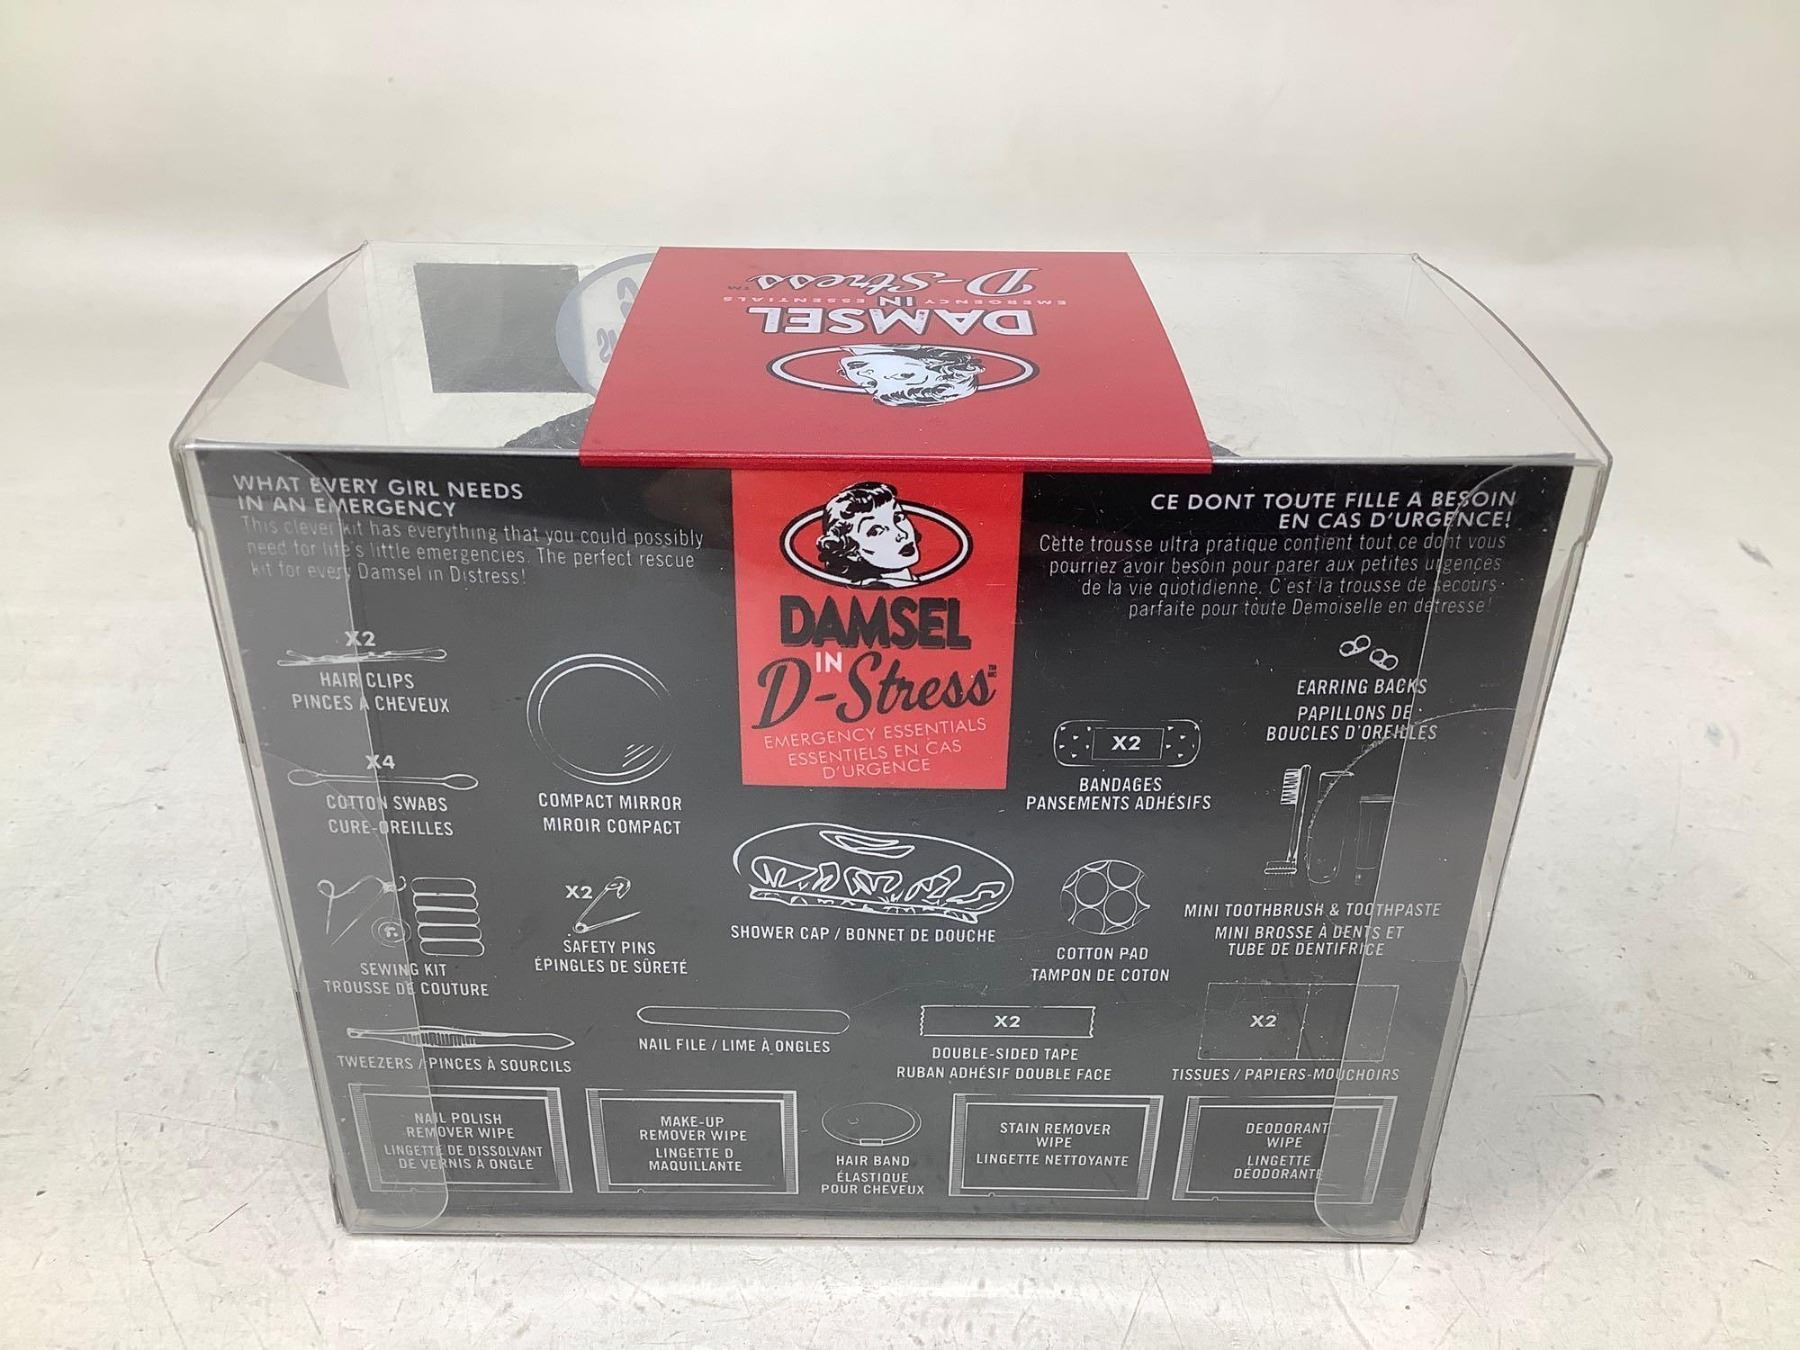 D-Stress™
EMERGENCY IN ESSENTIALS
DAMSEL
WHAT EVERY GIRL NEEDS
IN AN EMERGENCY
This clever kit has everything that you could possibly
need for life's little emergencies. The perfect rescue
kit for every Damsel in Distress!
DAMSEL
IN
D-Stress™
EMERGENCY ESSENTIALS
ESSENTIELS EN CAS
D'URGENCE
CE DONT TOUTE FILLE A BESOIN
EN CAS D'URGENCE!
Cette trousse ultra pratique contient tout ce dont vous
pourriez avoir besoin pour parer aux petites urgences
de la vie quotidienne. C'est la trousse de secours
parfaite pour toute Demoiselle en détresse!
X2
HAIR CLIPS
PINCES À CHEVEUX
X4
COTTON SWABS
CURE-OREILLES
COMPACT MIRROR
MIROIR COMPACT
X2
BANDAGES
PANSEMENTS ADHÉSIFS
EARRING BACKS
PAPILLONS DE
BOUCLES D'OREILLES
SEWING KIT
TROUSSE DE COUTURE
X2
SAFETY PINS
ÉPINGLES DE SÛRETÉ
SHOWER CAP / BONNET DE DOUCHE
COTTON PAD
TAMPON DE COTON
MINI TOOTHBRUSH & TOOTHPASTE
MINI BROSSE À DENTS ET
TUBE DE DENTIFRICE
TWEEZERS / PINCES À SOURCILS
NAIL FILE / LIME À ONGLES
X2
DOUBLE-SIDED TAPE
RUBAN ADHÉSIF DOUBLE FACE
X2
TISSUES / PAPIERS-MOUCHOIRS
NAIL POLISH
REMOVER WIPE
LINGETTE DE DISSOLVANT
DE VERNIS À ONGLE
MAKE-UP
REMOVER WIPE
LINGETTE D
MAQUILLANTE
HAIR BAND
ÉLASTIQUE
POUR CHEVEUX
STAIN REMOVER
WIPE
LINGETTE NETTOYANTE
DEODORANT
WIPE
LINGETTE
DÉODORANTE